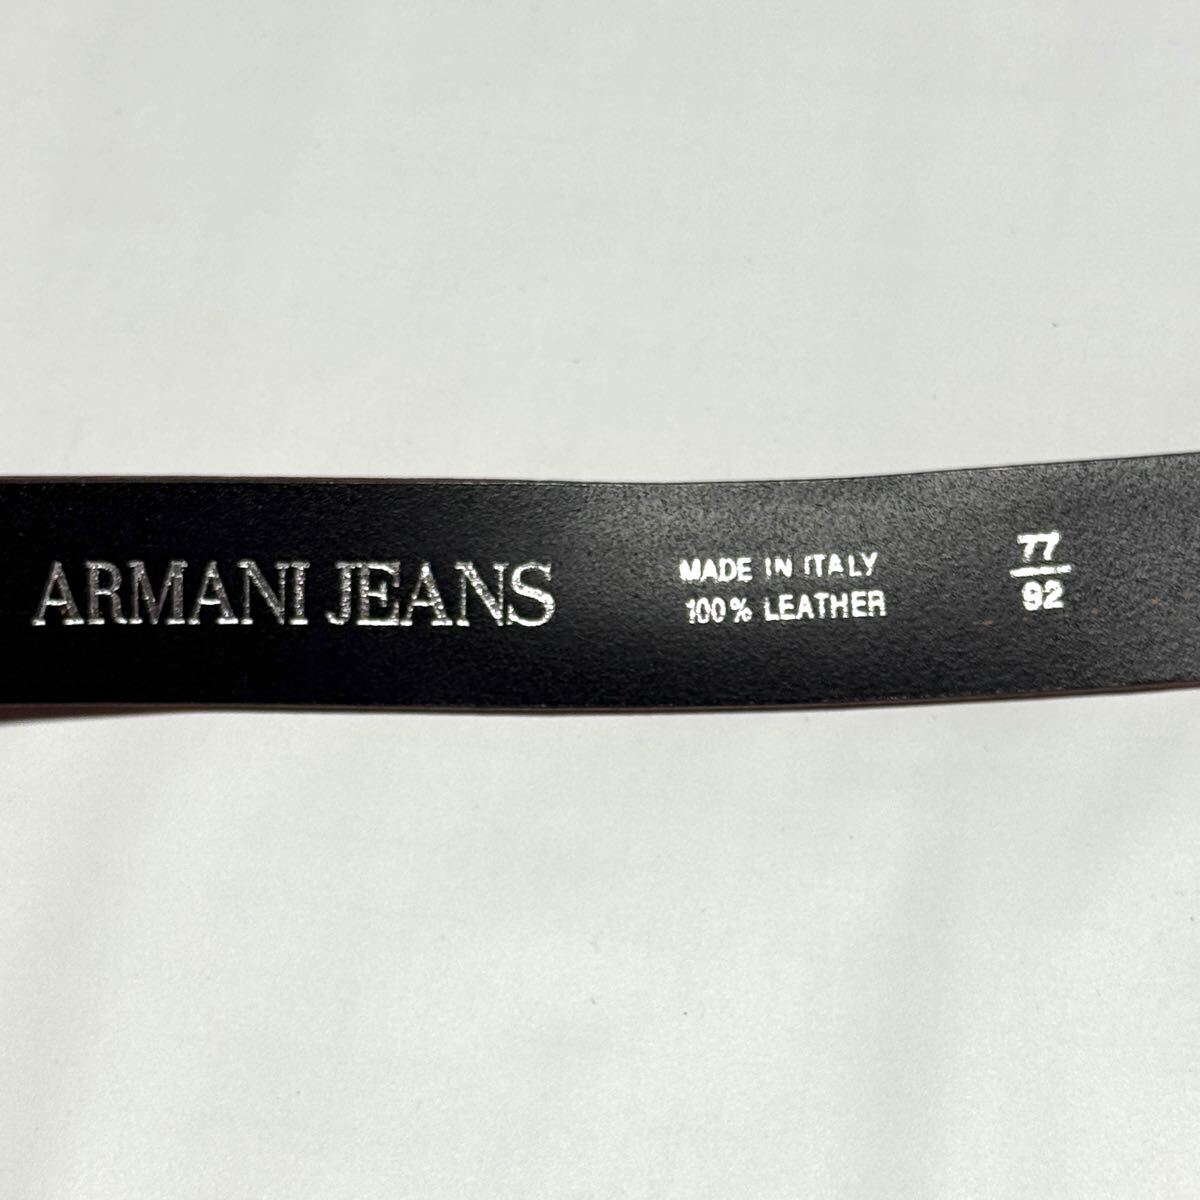 ARMANI JEANS
MADE IN ITALY
100% LEATHER
77
92